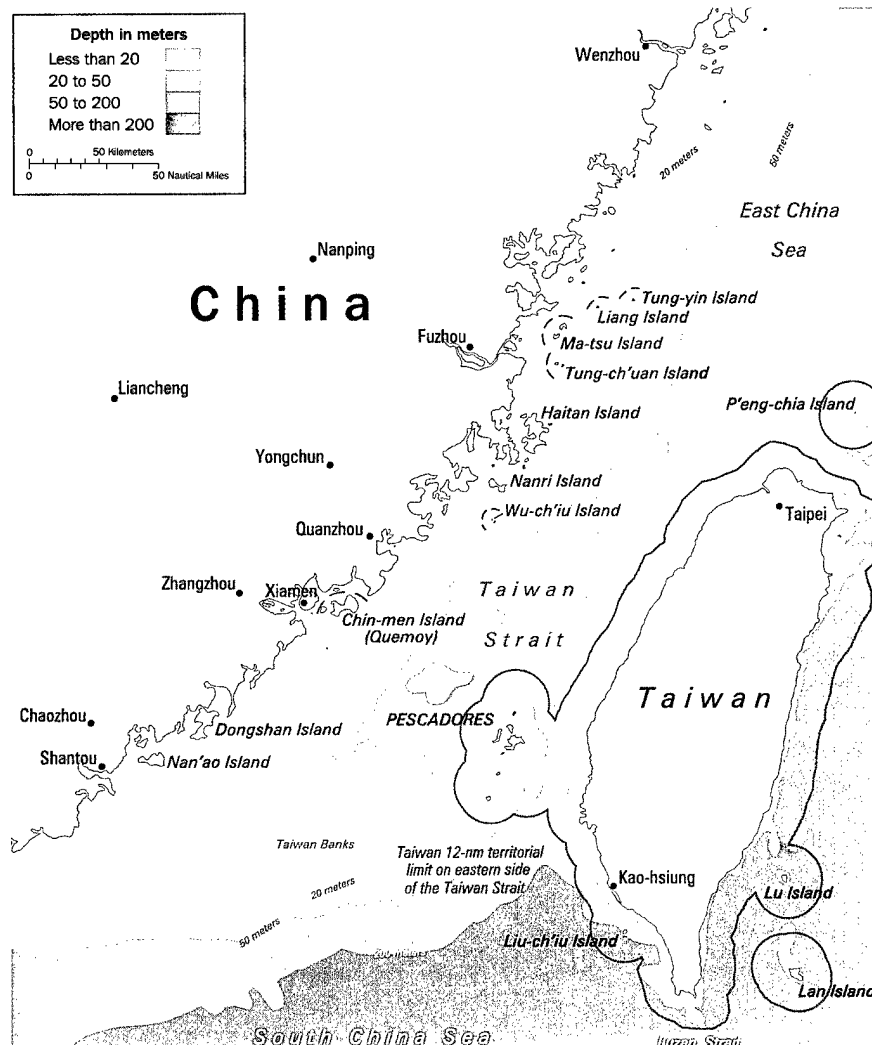 Depth in meters
Less than 20
20 to 50
50 to 200
More than 200
0 50 Kilometers
0 50 Nautical Miles
Wenzhou
20 meters
50 meters
East China
Sea
Nanping
China
Tung-yin Island
Liang Island
Fuzhou
Ma-tsu Island
Tung-ch'uan Island
Liancheng
P'eng-chia Island
Haitan Island
Yongchun
Nanri Island
Wu-ch'iu Island
Taipei
Quanzhou
Zhangzhou
Xiamen
Taiwan
Strait
Chin-men Island
(Quemoy)
Taiwan
PESCADORES
Chaozhou
Dongshan Island
Shantou
Nan'ao Island
Taiwan Banks
Taiwan 12-nm territorial
limit on eastern side
of the Taiwan Strait
20 meters
Kao-hsiung
Lu Island
50 meters
Liu-ch'iu Island
Lan Island
South China Sea
Luzon Strait